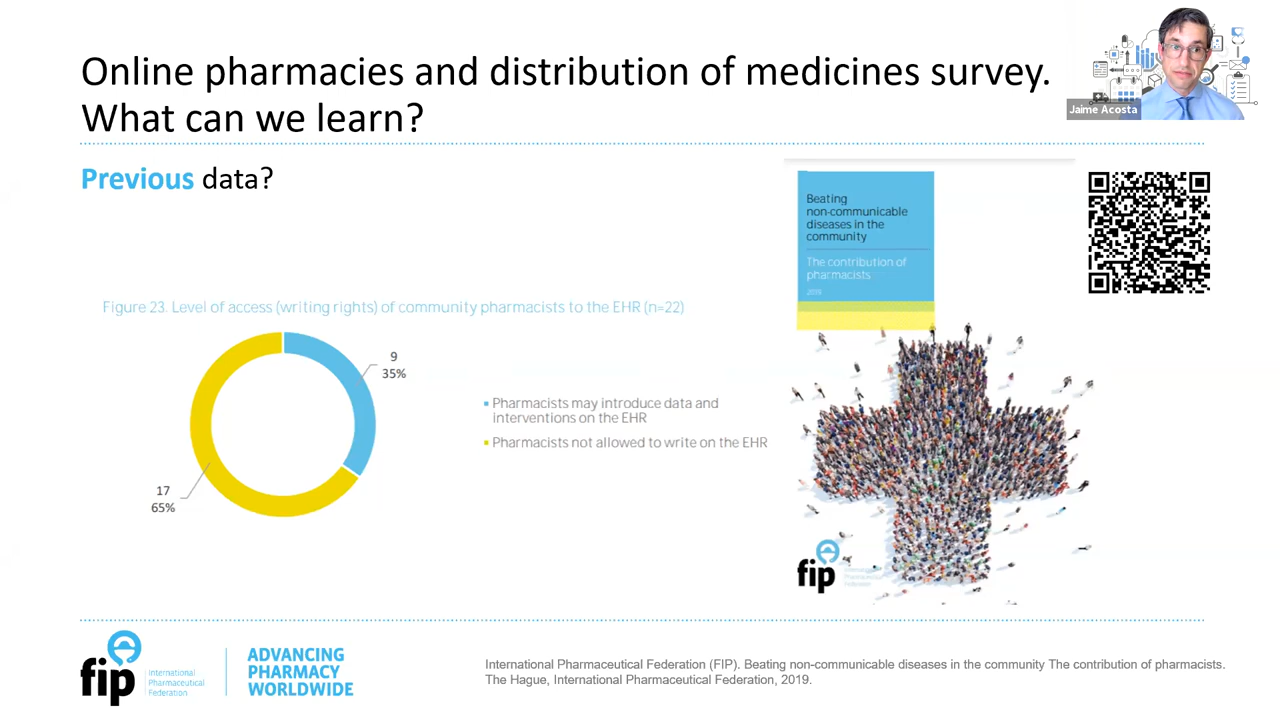 Online pharmacies and distribution of medicines survey.
What can we learn?
Jaime Acosta
Previous data?
Beating
non-communicable
diseases in the
community
The contribution of
pharmacists
Figure 23. Level of access (writing rights) of community pharmacists to the EHR (n=22)
9
35%
Pharmacists may introduce data and
interventions on the EHR
Pharmacists not allowed to write on the EHR
17
65%
fip
International
Pharmaceutical
Federation
fip
International
Pharmaceutical
Federation
ADVANCING
PHARMACY
WORLDWIDE
International Pharmaceutical Federation (FIP). Beating non-communicable diseases in the community The contribution of pharmacists.
The Hague, International Pharmaceutical Federation, 2019.